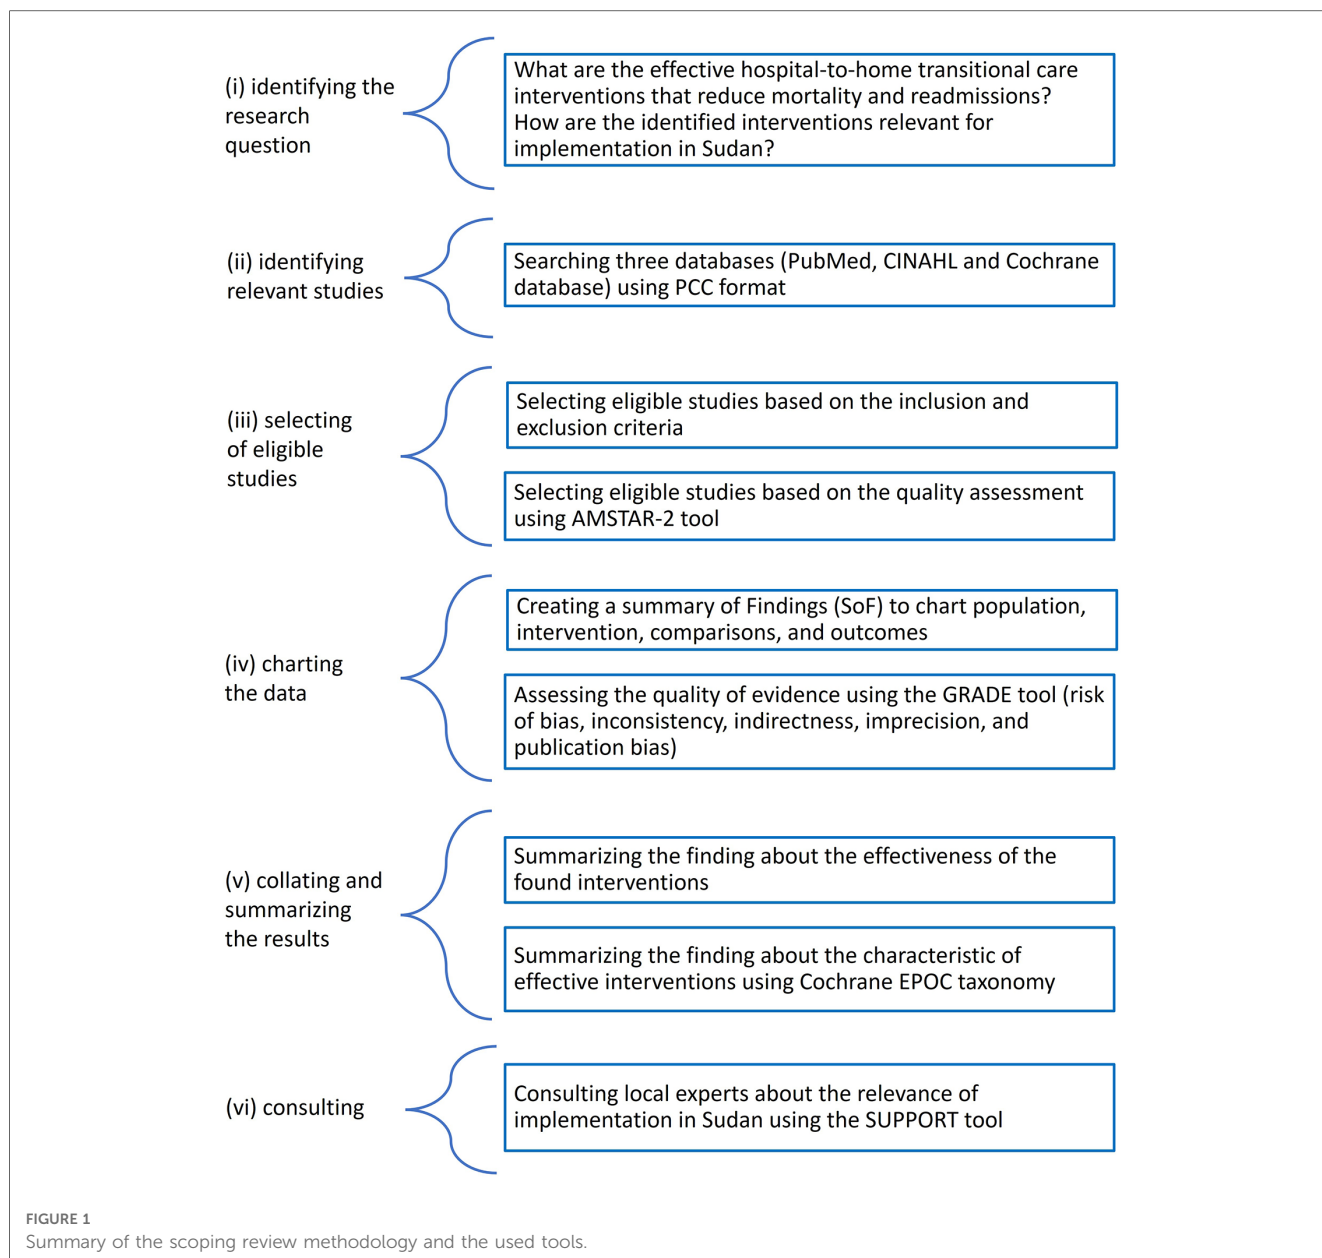 (i) identifying the
research
question
What are the effective hospital-to-home transitional care
interventions that reduce mortality and readmissions?
How are the identified interventions relevant for
implementation in Sudan?
(ii) identifying
relevant studies
Searching three databases (PubMed, CINAHL and Cochrane
database) using PCC format
(iii) selecting
of eligible
studies
Selecting eligible studies based on the inclusion and
exclusion criteria
Selecting eligible studies based on the quality assessment
using AMSTAR-2 tool
(iv) charting
the data
Creating a summary of Findings (SoF) to chart population,
intervention, comparisons, and outcomes
Assessing the quality of evidence using the GRADE tool (risk
of bias, inconsistency, indirectness, imprecision, and
publication bias)
(v) collating and
summarizing
the results
Summarizing the finding about the effectiveness of the
found interventions
Summarizing the finding about the characteristic of
effective interventions using Cochrane EPOC taxonomy
(vi) consulting
Consulting local experts about the relevance of
implementation in Sudan using the SUPPORT tool
FIGURE 1
Summary of the scoping review methodology and the used tools.